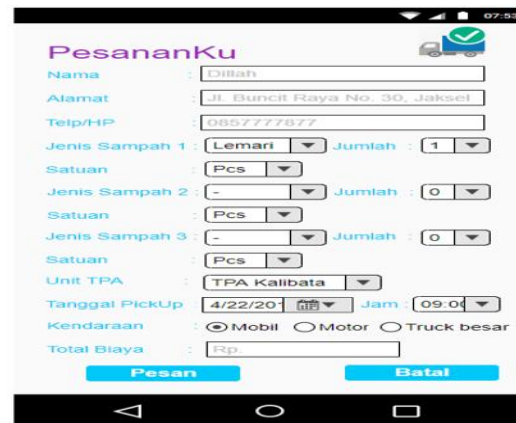 07:53
PesananKu
Nama : Dillah
Alamat : Jl. Buncit Raya No. 30, Jaksel
Telp/HP : 0857777877
Jenis Sampah 1 : Lemari Jumlah : 1
Satuan : Pcs
Jenis Sampah 2 : - Jumlah : 0
Satuan : Pcs
Jenis Sampah 3 : - Jumlah : 0
Satuan : Pcs
Unit TPA : TPA Kalibata
Tanggal PickUp : 4/22/201 Jam : 09:00
Kendaraan : Mobil Motor Truck besar
Total Biaya : Rp.
Pesan Batal